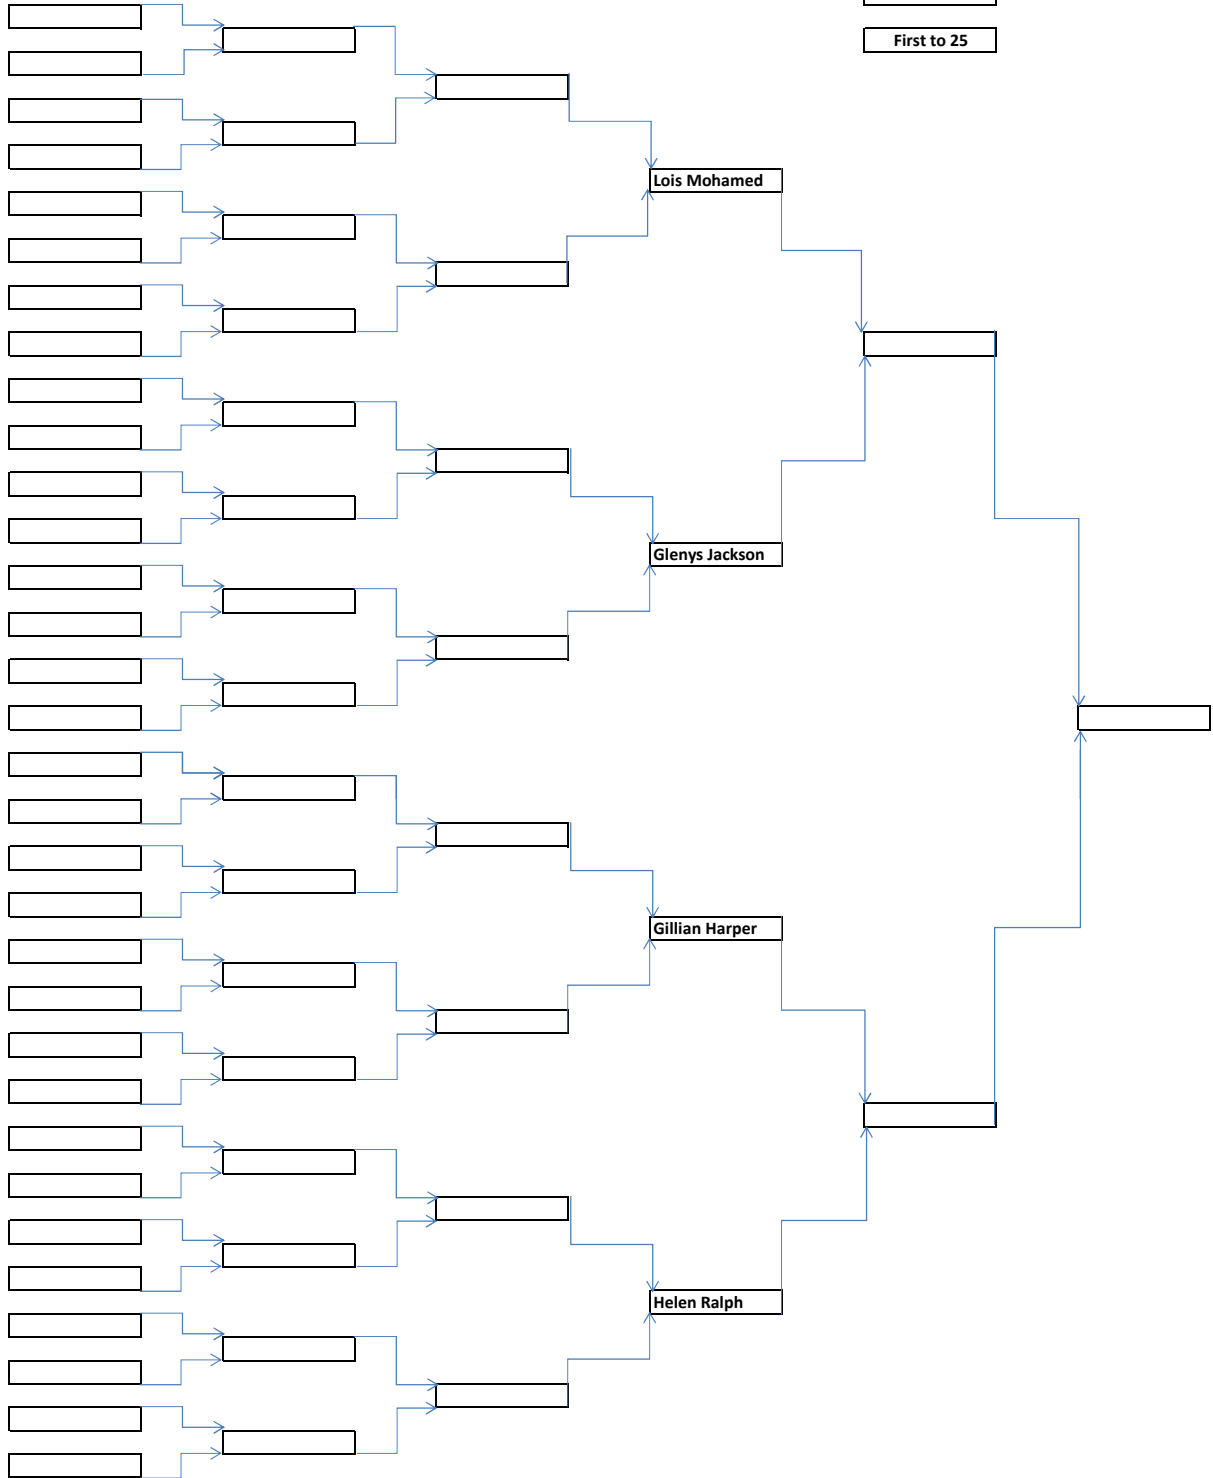 First to 25
Lois Mohamed
Glenys Jackson
Gillian Harper
Helen Ralph